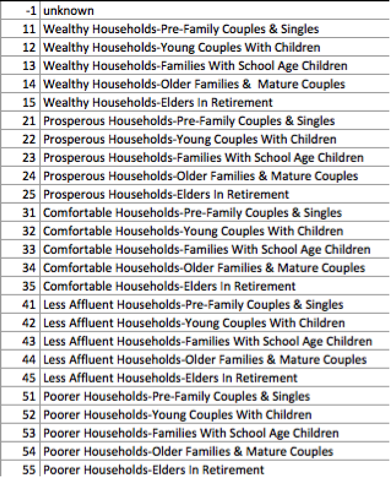 -1 unknown
11 Wealthy Households-Pre-Family Couples & Singles
12 Wealthy Households-Young Couples With Children
13 Wealthy Households-Families With School Age Children
14 Wealthy Households-Older Families &  Mature Couples
15 Wealthy Households-Elders In Retirement
21 Prosperous Households-Pre-Family Couples & Singles
22 Prosperous Households-Young Couples With Children
23 Prosperous Households-Families With School Age Children
24 Prosperous Households-Older Families & Mature Couples
25 Prosperous Households-Elders In Retirement
31 Comfortable Households-Pre-Family Couples & Singles
32 Comfortable Households-Young Couples With Children
33 Comfortable Households-Families With School Age Children
34 Comfortable Households-Older Families & Mature Couples
35 Comfortable Households-Elders In Retirement
41 Less Affluent Households-Pre-Family Couples & Singles
42 Less Affluent Households-Young Couples With Children
43 Less Affluent Households-Families With School Age Children
44 Less Affluent Households-Older Families & Mature Couples
45 Less Affluent Households-Elders In Retirement
51 Poorer Households-Pre-Family Couples & Singles
52 Poorer Households-Young Couples With Children
53 Poorer Households-Families With School Age Children
54 Poorer Households-Older Families & Mature Couples
55 Poorer Households-Elders In Retirement